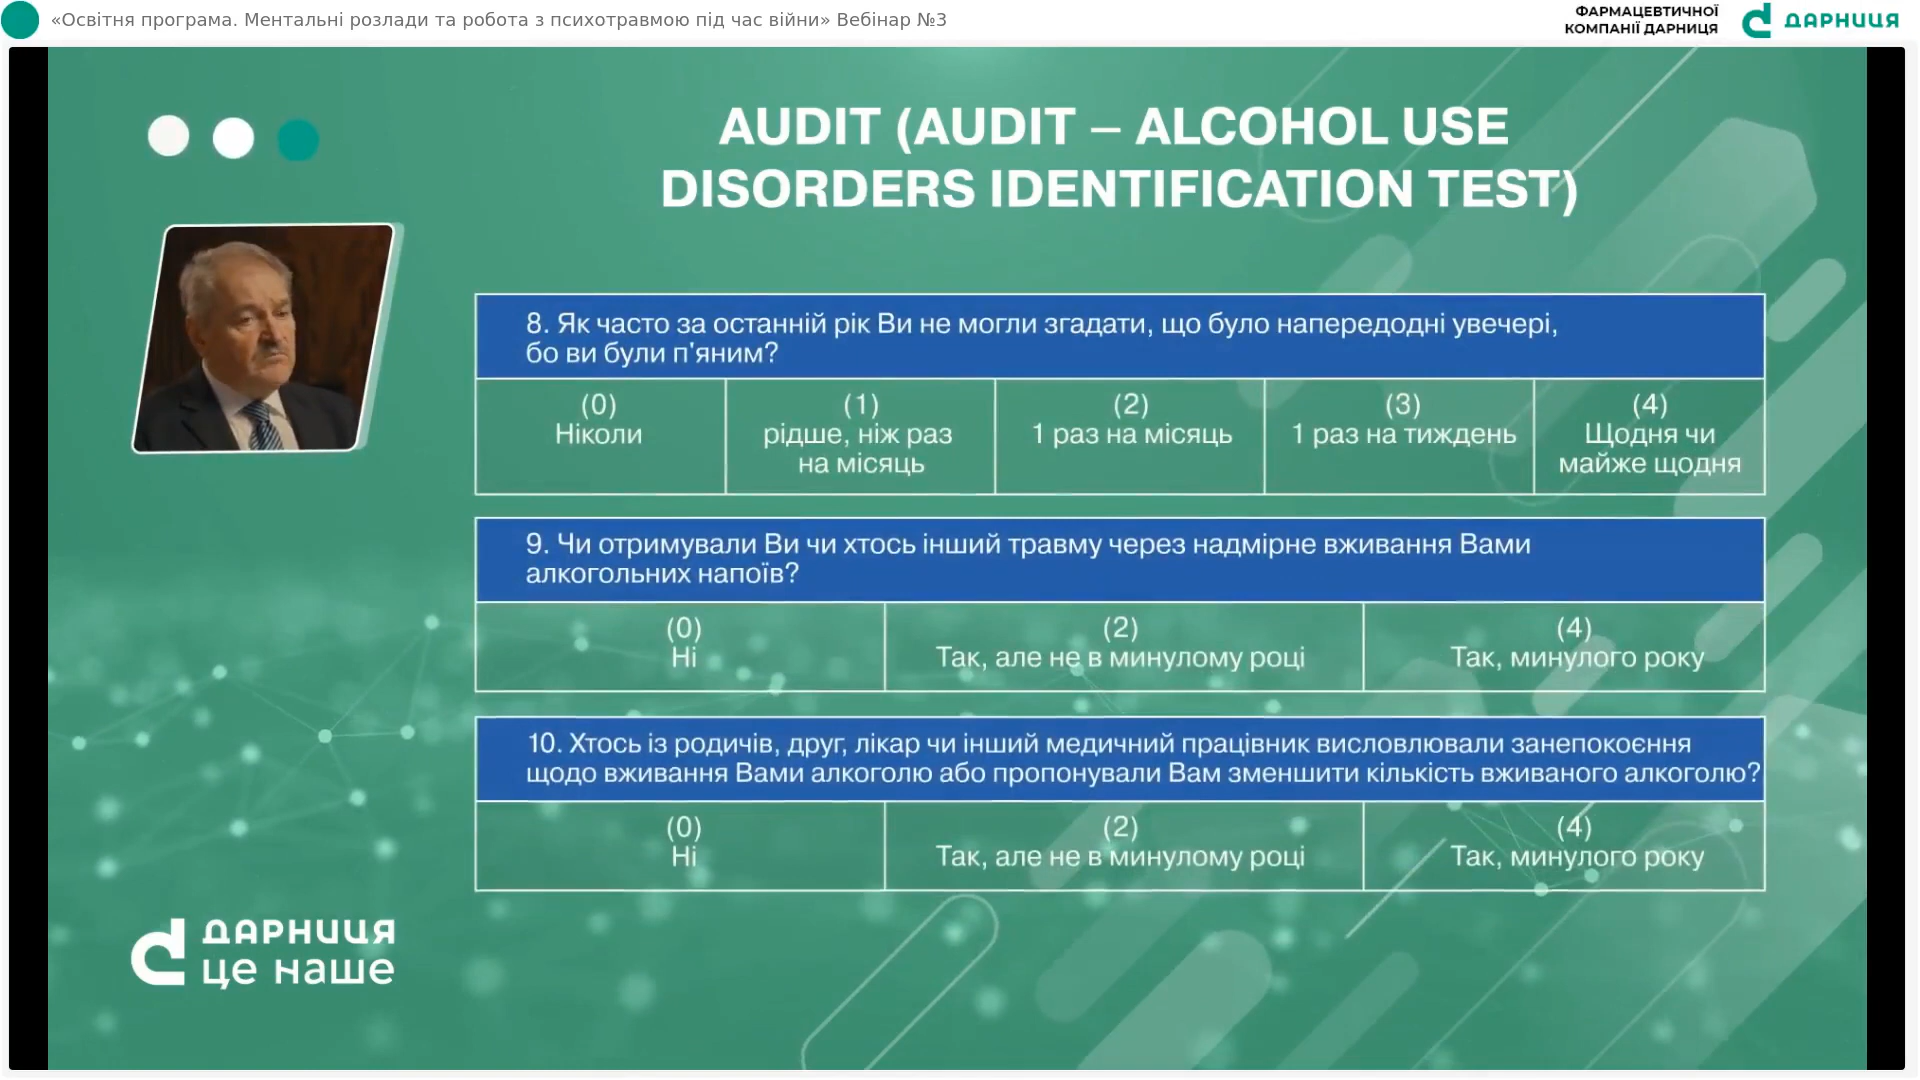 «Освітня програма. Ментальні розлади та робота з психотравмою під час війни» Вебінар №3
ФАРМАЦЕВТИЧНОЇ
КОМПАНІЇ ДАРНИЦЯ
ДАРНИЦЯ
AUDIT (AUDIT – ALCOHOL USE
DISORDERS IDENTIFICATION TEST)
8. Як часто за останній рік Ви не могли згадати, що було напередодні увечері,
бо ви були п'яним?
(0)
Ніколи
(1)
рідше, ніж раз
на місяць
(2)
1 раз на місяць
(3)
1 раз на тиждень
(4)
Щодня чи
майже щодня
9. Чи отримували Ви чи хтось інший травму через надмірне вживання Вами
алкогольних напоїв?
(0)
Ні
(2)
Так, але не в минулому році
(4)
Так, минулого року
10. Хтось із родичів, друг, лікар чи інший медичний працівник висловлювали занепокоєння
щодо вживання Вами алкоголю або пропонували Вам зменшити кількість вживаного алкоголю?
(0)
Ні
(2)
Так, але не в минулому році
(4)
Так, минулого року
ДАРНИЦЯ
це наше